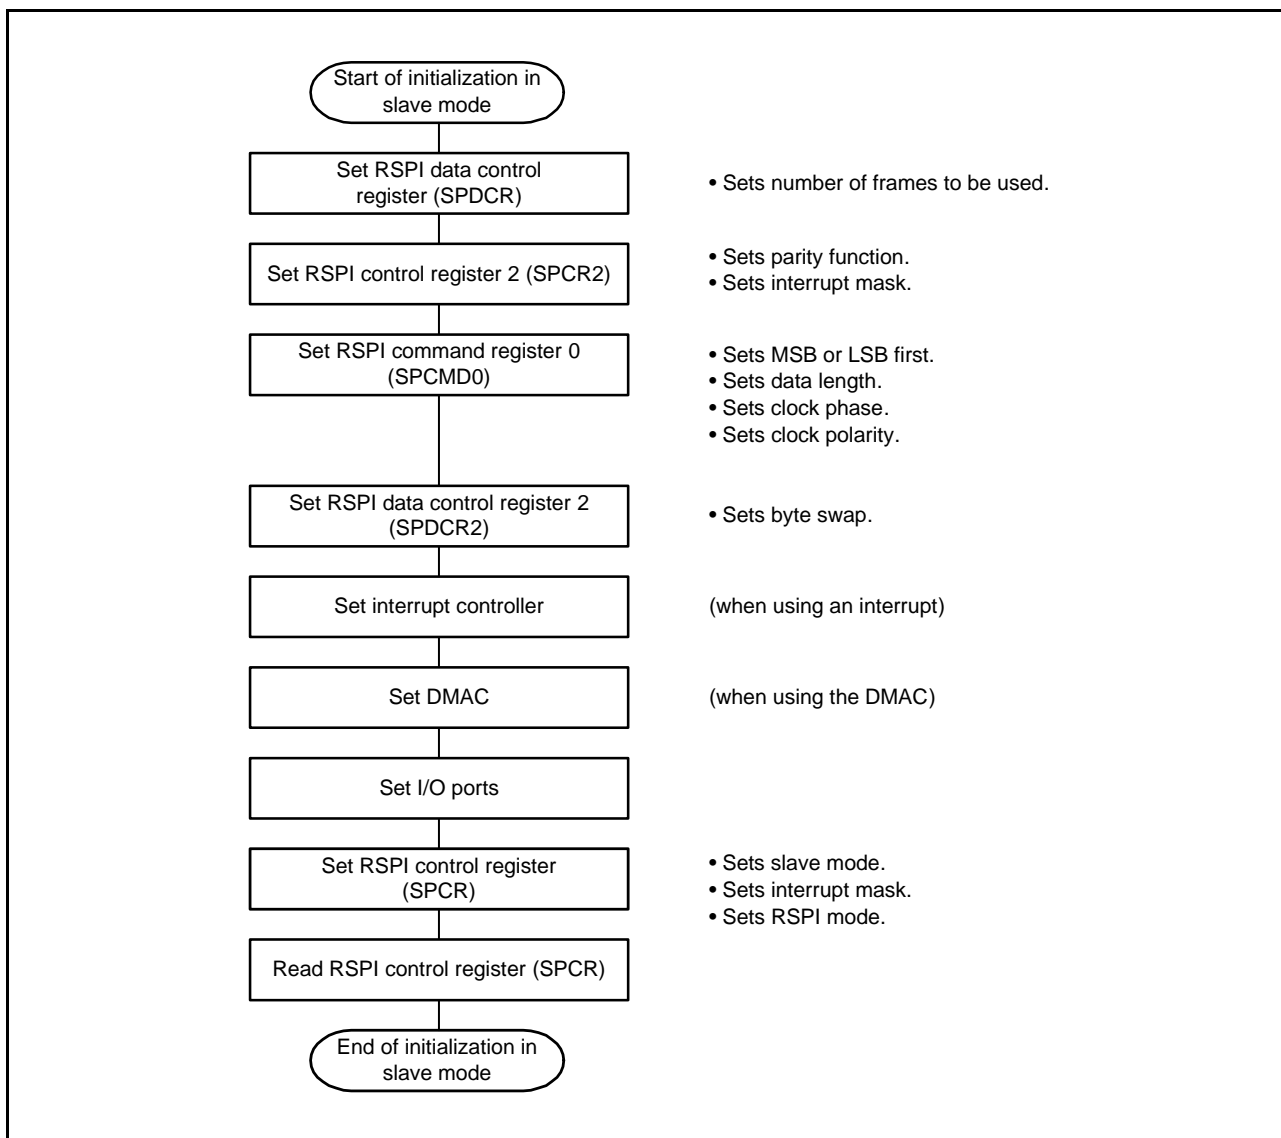 Start of initialization in
slave mode
Set RSPI data control
register (SPDCR)
• Sets number of frames to be used.
Set RSPI control register 2 (SPCR2)
• Sets parity function.
• Sets interrupt mask.
Set RSPI command register 0
(SPCMD0)
• Sets MSB or LSB first.
• Sets data length.
• Sets clock phase.
• Sets clock polarity.
Set RSPI data control register 2
(SPDCR2)
• Sets byte swap.
Set interrupt controller
(when using an interrupt)
Set DMAC
(when using the DMAC)
Set I/O ports
Set RSPI control register
(SPCR)
• Sets slave mode.
• Sets interrupt mask.
• Sets RSPI mode.
Read RSPI control register (SPCR)
End of initialization in
slave mode